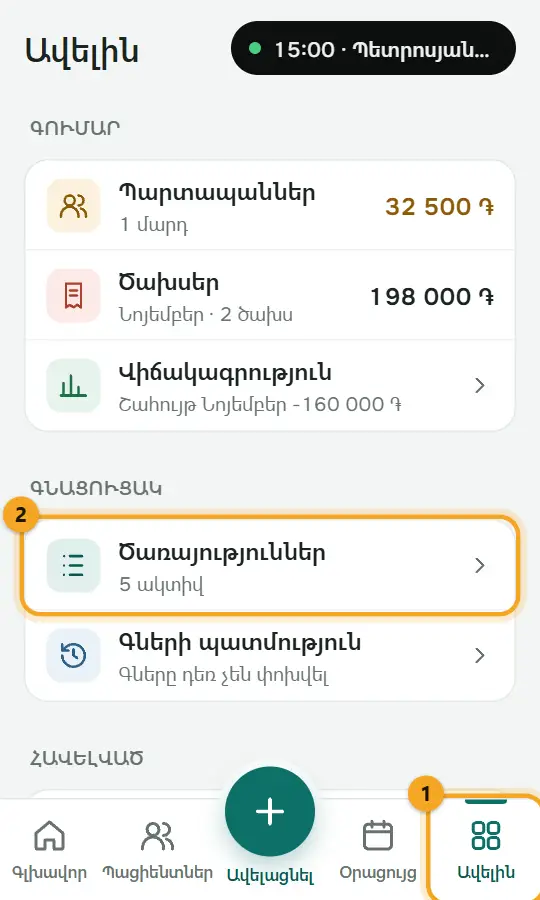 Ավելին
15:00 · Պետրոսյան...
ԳՈՒՄԱՐ
Պարտապաններ
32 500 ֏
1 մարդ
Ծախսեր
198 000 ֏
Նոյեմբեր · 2 ծախս
Վիճակագրություն
Շահույթ Նոյեմբեր -160 000 ֏
ԳՆԱՑՈՒՑԱԿ
2
Ծառայություններ
5 ակտիվ
Գների պատմություն
Գները դեռ չեն փոխվել
ՀԱՎԵԼՎԱԾ
1
Գլխավոր
Պացիենտներ
Ավելացնել
Օրացույց
Ավելին